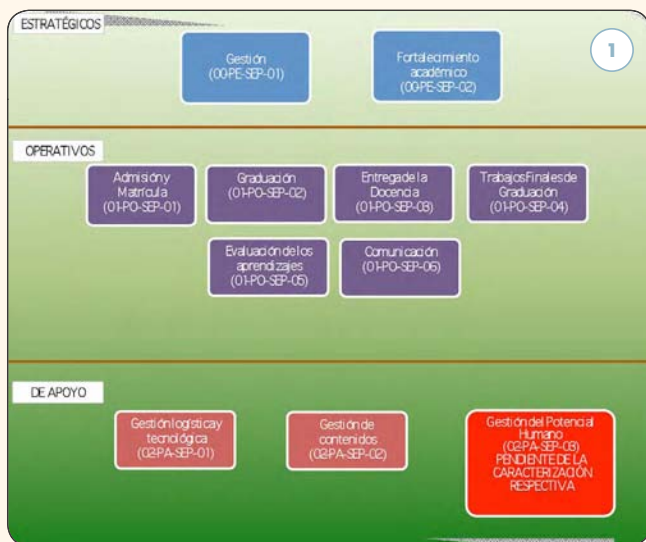 ESTRATÉGICOS
1
Gestión
(00-PE-SEP-01)
Fortalecimiento
académico
(00-PE-SEP-02)
OPERATIVOS
Admisión y
Matrícula
(01-PO-SEP-01)
Graduación
(01-PO-SEP-02)
Entrega de la
Docencia
(01-PO-SEP-03)
Trabajos Finales de
Graduación
(01-PO-SEP-04)
Evaluación de los
aprendizajes
(01-PO-SEP-05)
Comunicación
(01-PO-SEP-06)
DE APOYO
Gestión logística y
tecnológica
(02-PA-SEP-01)
Gestión de
contenidos
(02-PA-SEP-02)
Gestión del Potencial
Humano
(02-PA-SEP-03)
PENDIENTE DE LA
CARACTERIZACIÓN
RESPECTIVA